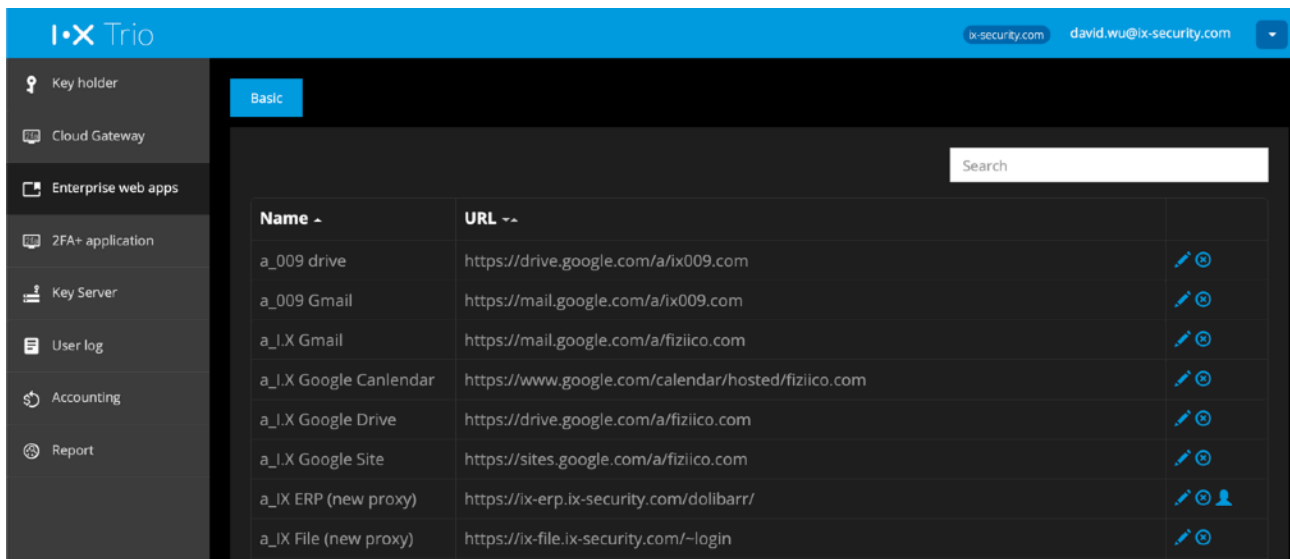 I•X Trio
ix-security.com david.wu@ix-security.com
Key holder
Cloud Gateway
Enterprise web apps
2FA+ application
Key Server
User log
Accounting
Report
Basic
Search
Name URL
a_009 drive https://drive.google.com/a/ix009.com
a_009 Gmail https://mail.google.com/a/ix009.com
a_I.X Gmail https://mail.google.com/a/fiziico.com
a_I.X Google Canlendar https://www.google.com/calendar/hosted/fiziico.com
a_I.X Google Drive https://drive.google.com/a/fiziico.com
a_I.X Google Site https://sites.google.com/a/fiziico.com
a_IX ERP (new proxy) https://ix-erp.ix-security.com/dolibarr/
a_IX File (new proxy) https://ix-file.ix-security.com/~login